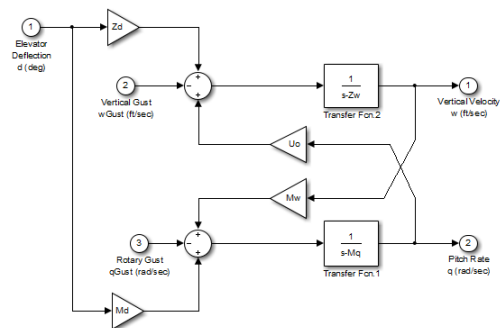 1
Elevator
Deflection
d (deg)
Zd
2
Vertical Gust
wGust (ft/sec)
1
s-Zw
Transfer Fcn.2
1
Vertical Velocity
w (ft/sec)
Uo
Mw
3
Rotary Gust
qGust (rad/sec)
1
s-Mq
Transfer Fcn.1
2
Pitch Rate
q (rad/sec)
Md